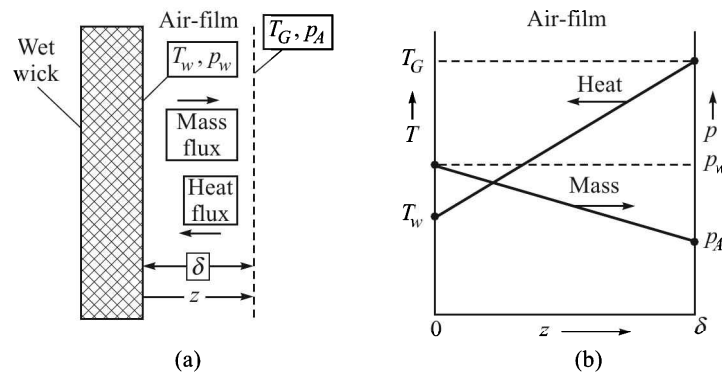 Air-film
Wet
wick
T_w, p_w
T_G, p_A
Mass
flux
Heat
flux
δ
z
(a)
Air-film
T_G
T
T_w
Heat
Mass
p
p_w
p_A
0
z
δ
(b)